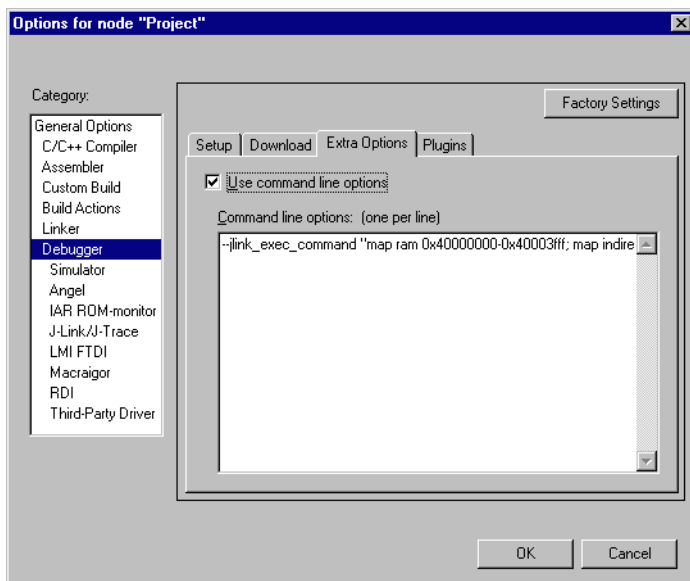 Options for node "Project"
Category:
Factory Settings
General Options
C/C++ Compiler
Assembler
Custom Build
Build Actions
Linker
Debugger
Simulator
Angel
IAR ROM-monitor
J-Link/J-Trace
LMI FTDI
Macraigor
RDI
Third-Party Driver
Setup
Download
Extra Options
Plugins
Use command line options
Command line options: (one per line)
--jlink_exec_command "map ram 0x40000000-0x40003fff; map indire
OK
Cancel